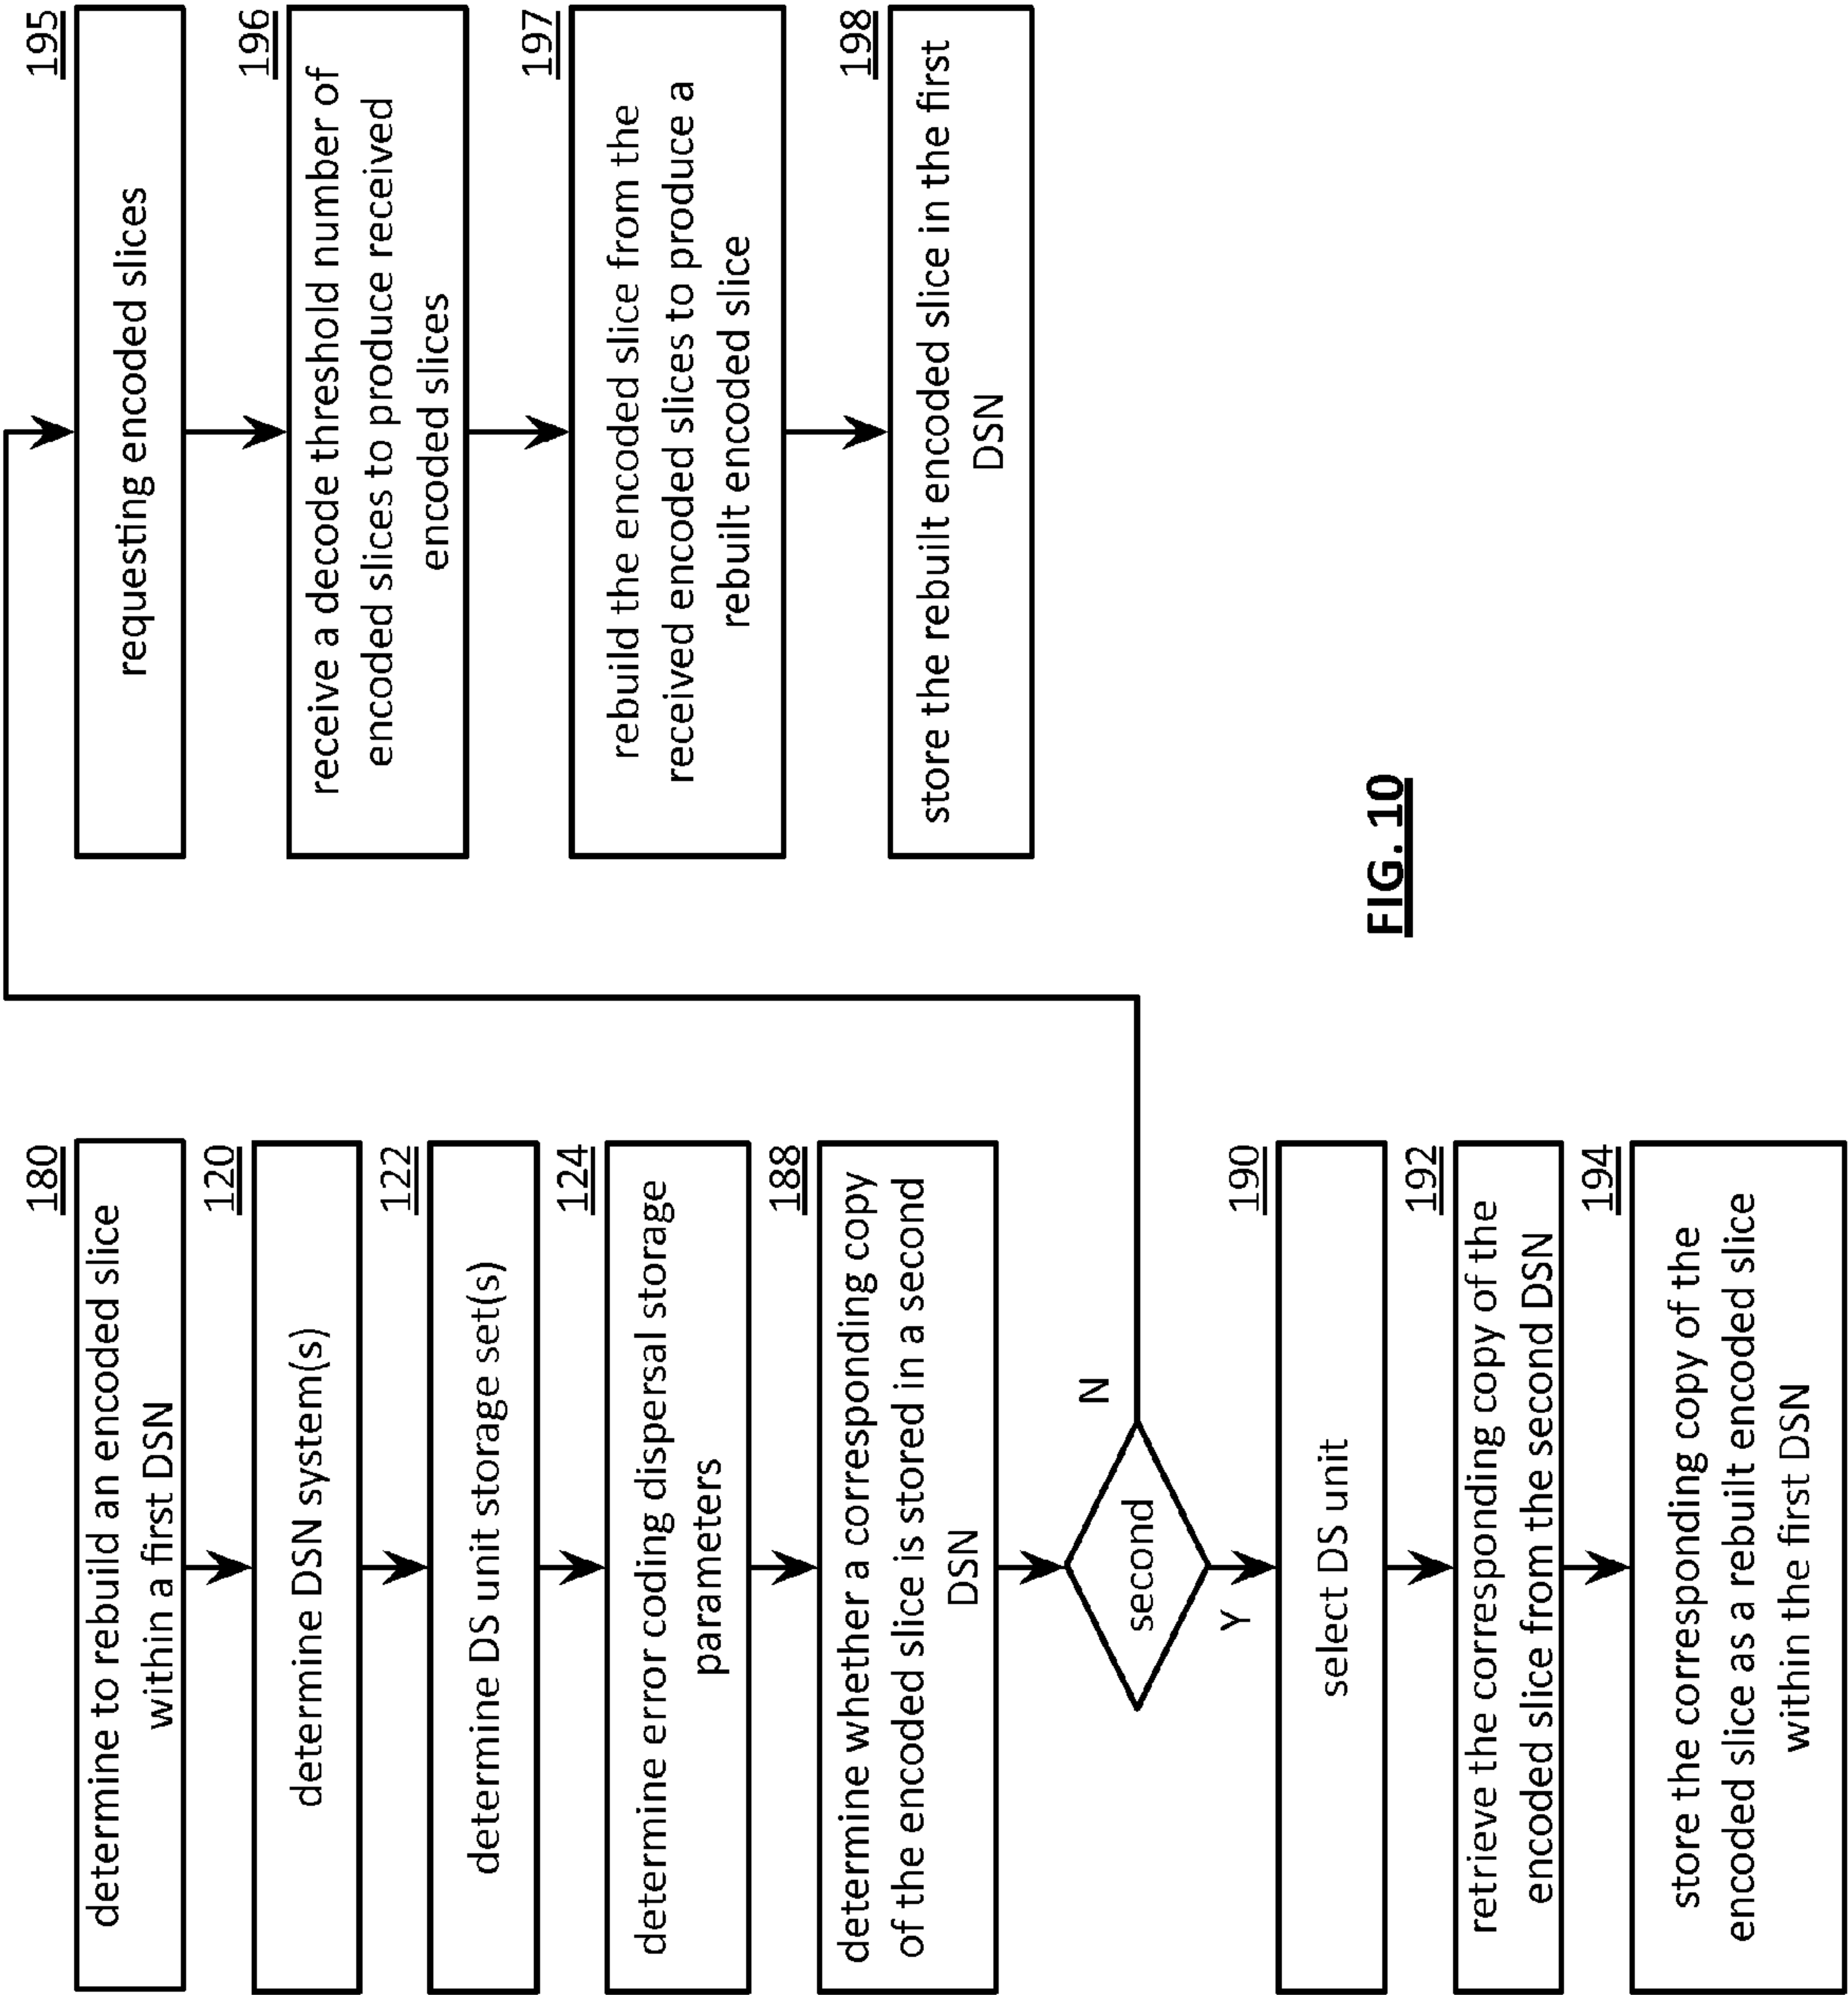 180
determine to rebuild an encoded slice
within a first DSN
120
determine DSN system(s)
122
determine DS unit storage set(s)
124
determine error coding dispersal storage
parameters
188
determine whether a corresponding copy
of the encoded slice is stored in a second
DSN
second
N
Y
190
select DS unit
192
retrieve the corresponding copy of the
encoded slice from the second DSN
194
store the corresponding copy of the
encoded slice as a rebuilt encoded slice
within the first DSN
195
requesting encoded slices
196
receive a decode threshold number of
encoded slices to produce received
encoded slices
197
rebuild the encoded slice from the
received encoded slices to produce a
rebuilt encoded slice
198
store the rebuilt encoded slice in the first
DSN
FIG. 10